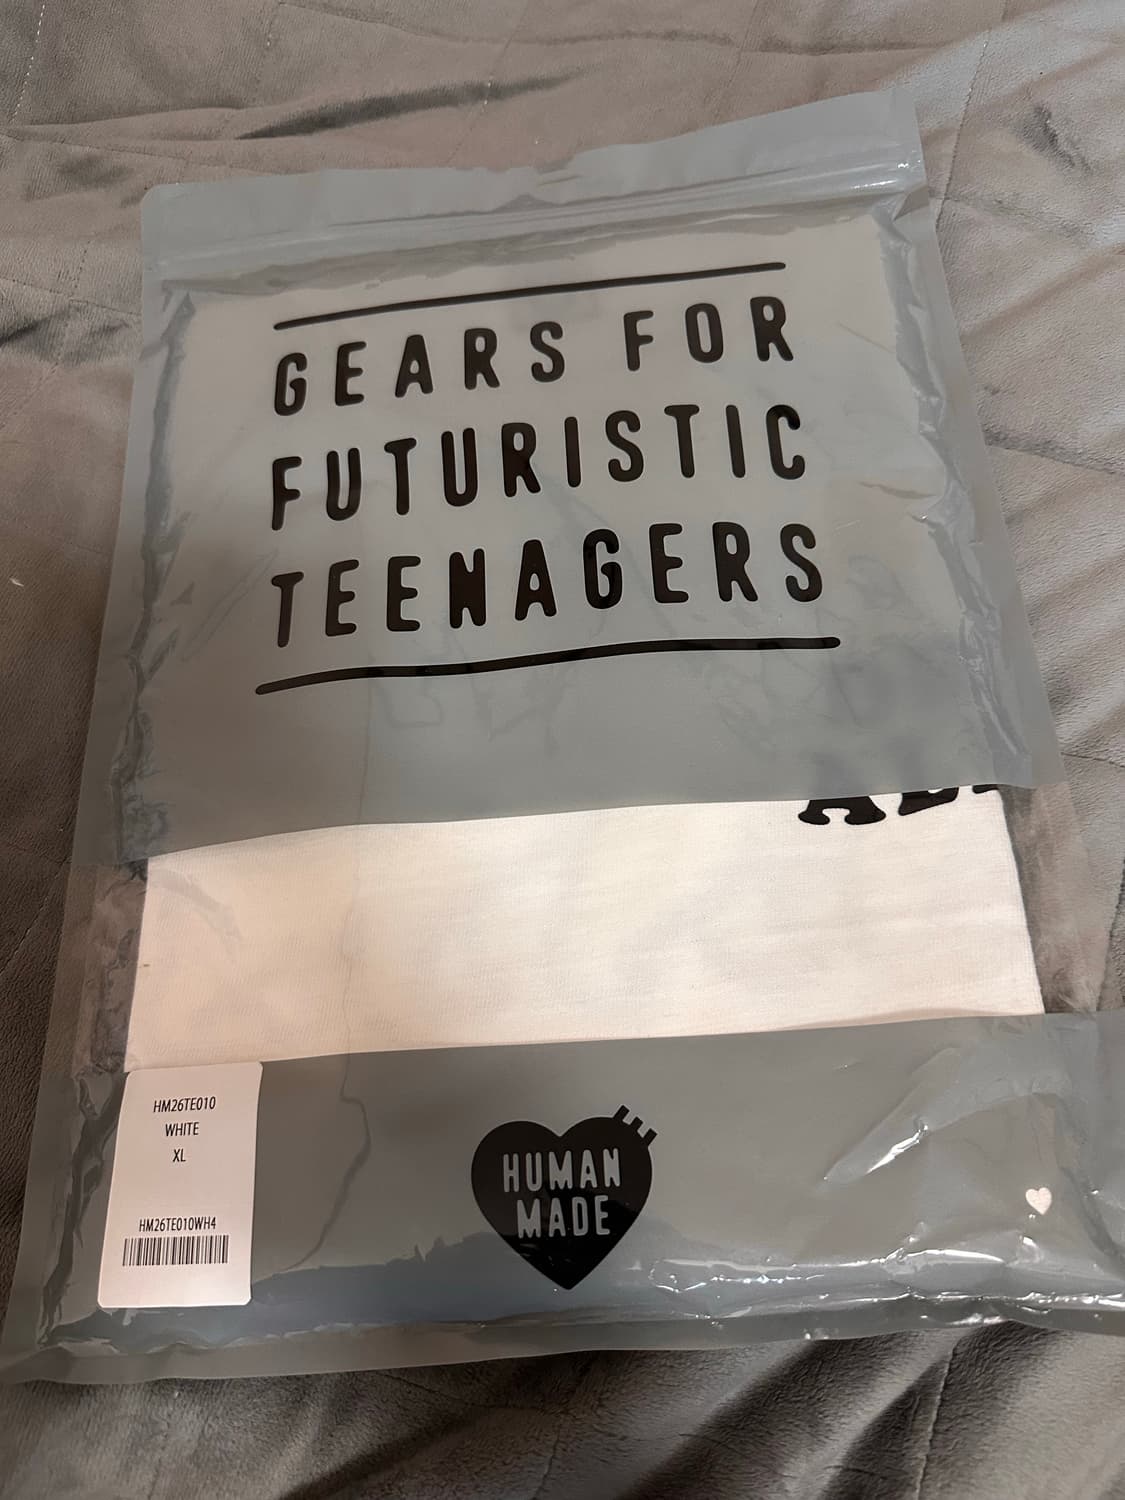 GEARS FOR
FUTURISTIC
TEENAGERS
HM26TE010
WHITE
XL
HM26TE010WH4
HUMAN
MADE